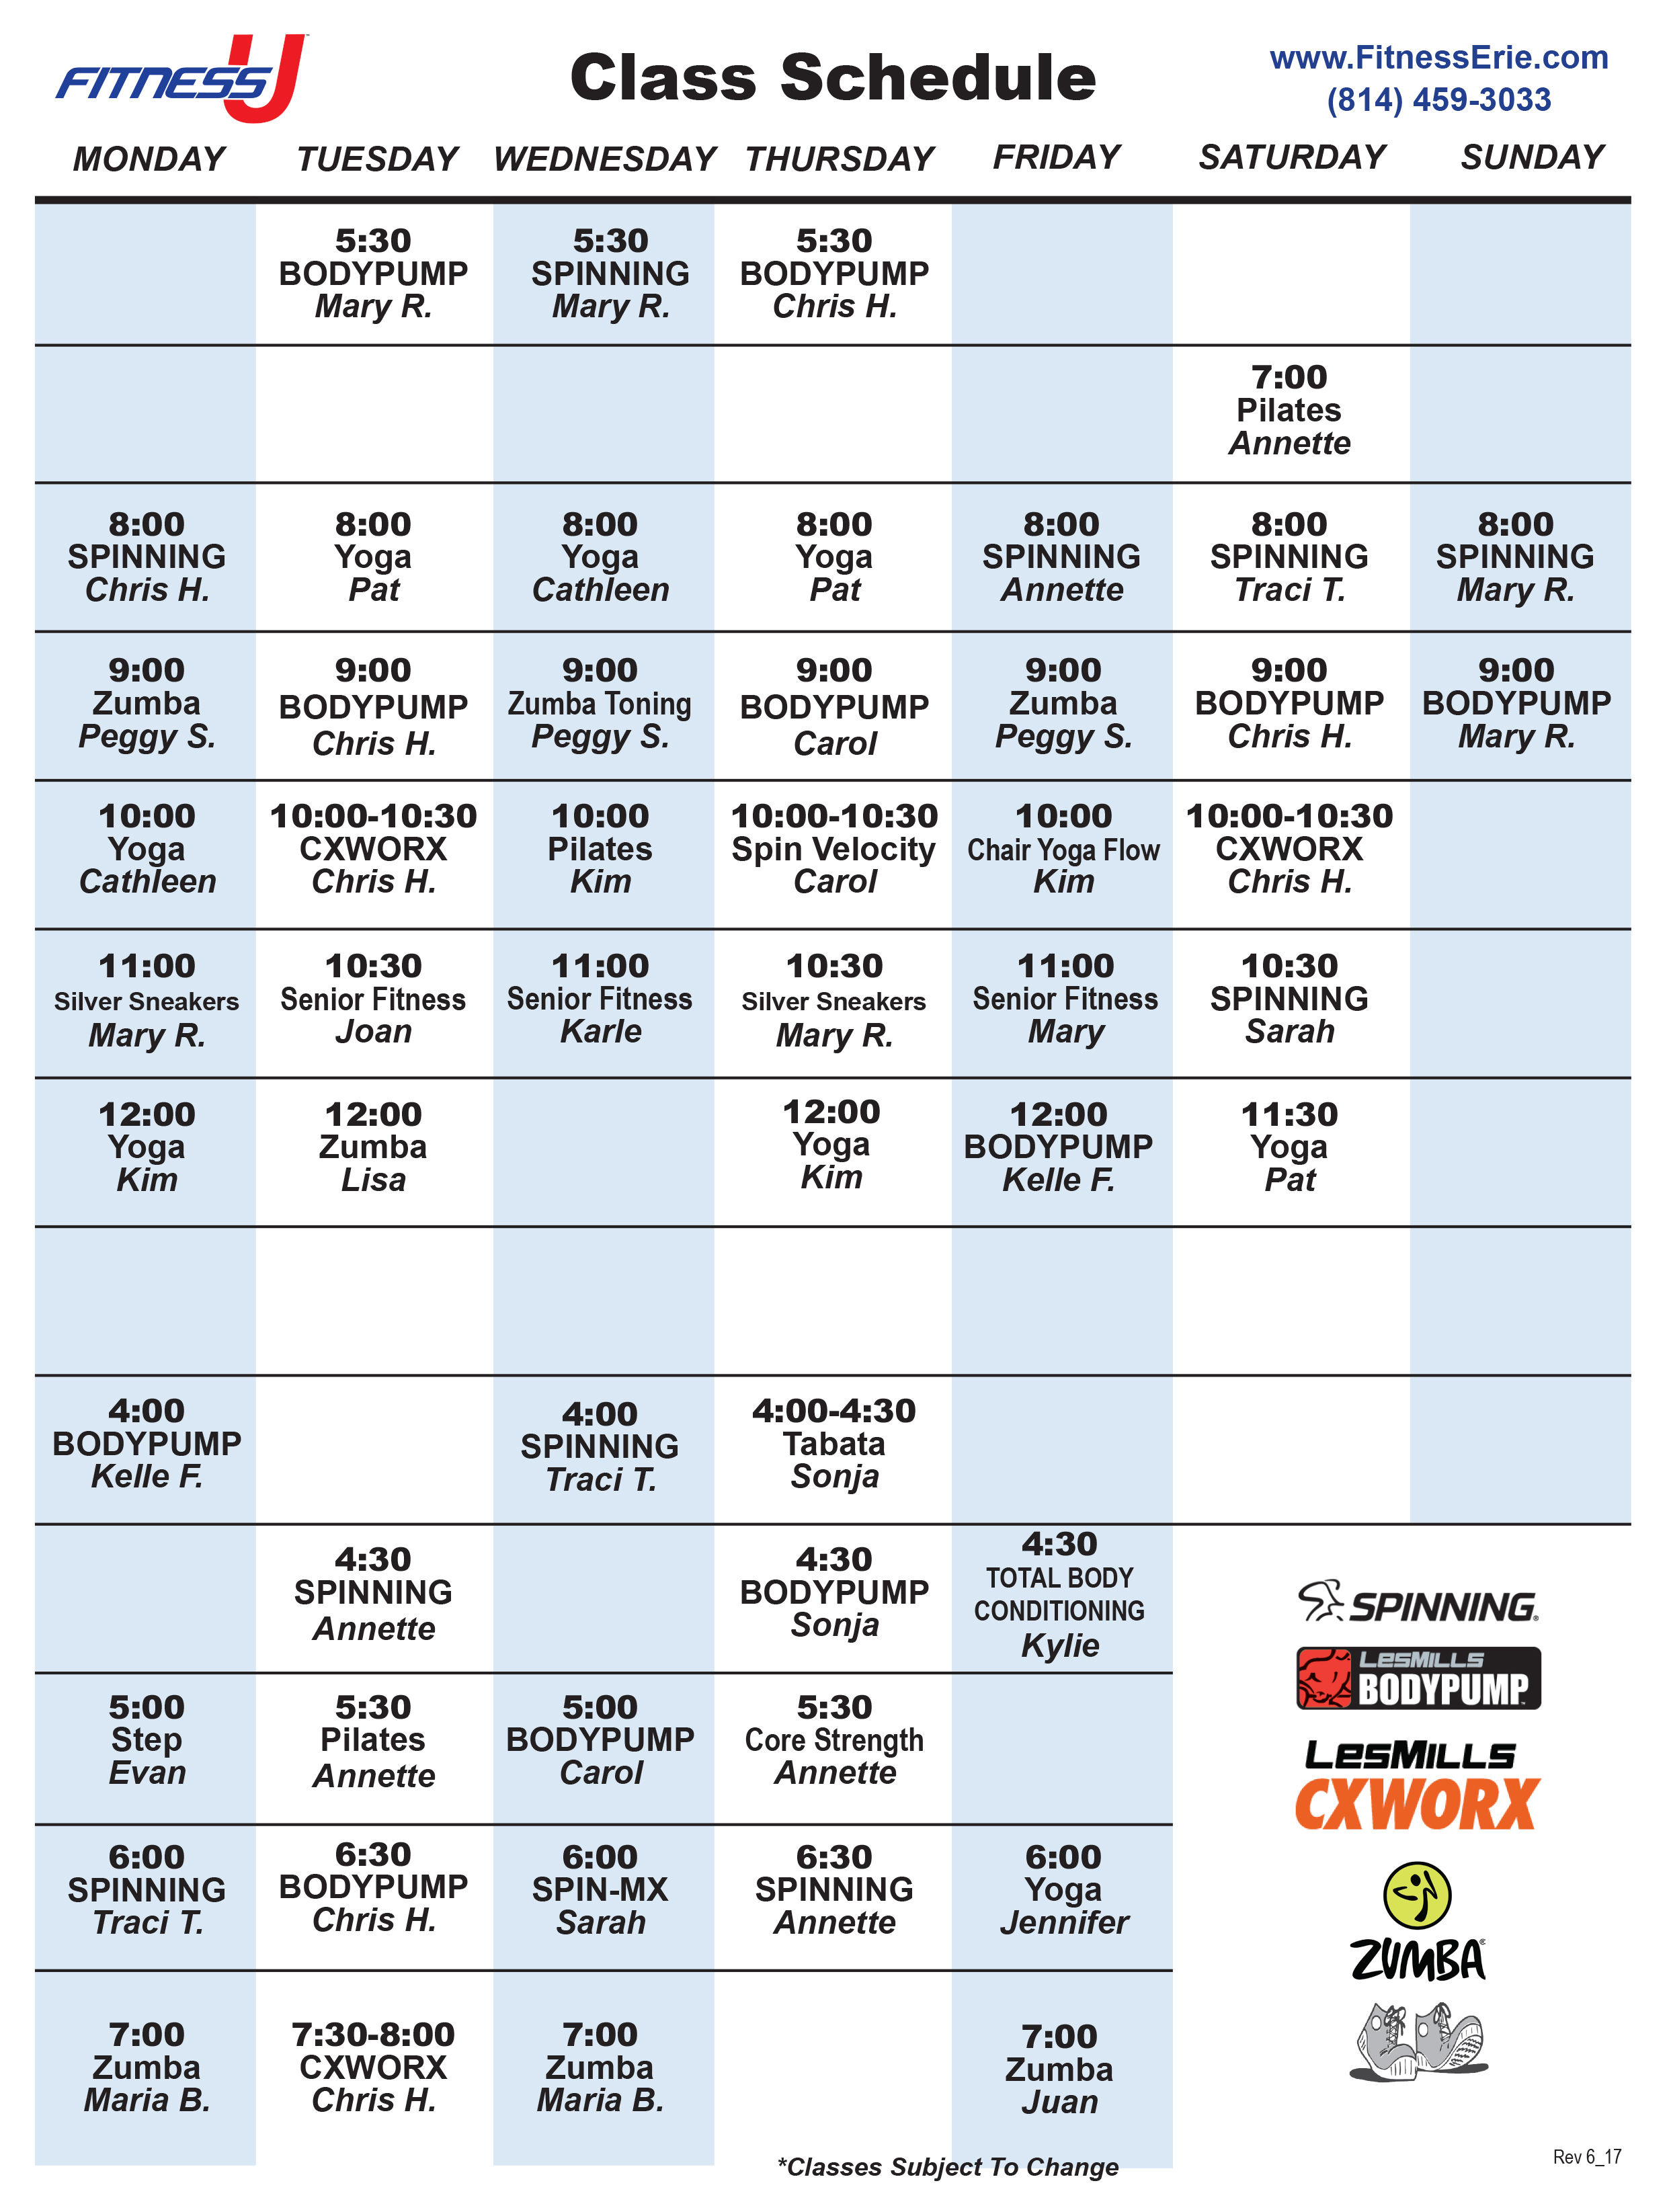 FITNESS U
Class Schedule
www.FitnessErie.com
(814) 459-3033
MONDAY TUESDAY WEDNESDAY THURSDAY FRIDAY SATURDAY SUNDAY
5:30 5:30 5:30
BODYPUMP SPINNING BODYPUMP
Mary R. Mary R. Chris H.
7:00
Pilates
Annette
8:00 8:00 8:00 8:00 8:00 8:00 8:00
SPINNING Yoga Yoga Yoga SPINNING SPINNING SPINNING
Chris H. Pat Cathleen Pat Annette Traci T. Mary R.
9:00 9:00 9:00 9:00 9:00 9:00 9:00
Zumba BODYPUMP Zumba Toning BODYPUMP Zumba BODYPUMP BODYPUMP
Peggy S. Chris H. Peggy S. Carol Peggy S. Chris H. Mary R.
10:00 10:00-10:30 10:00 10:00-10:30 10:00 10:00-10:30
Yoga CXWORX Pilates Spin Velocity Chair Yoga Flow CXWORX
Cathleen Chris H. Kim Carol Kim Chris H.
11:00 10:30 11:00 10:30 11:00 10:30
Silver Sneakers Senior Fitness Senior Fitness Silver Sneakers Senior Fitness SPINNING
Mary R. Joan Karle Mary R. Mary Sarah
12:00 12:00 12:00 12:00 11:30
Yoga Zumba Yoga BODYPUMP Yoga
Kim Lisa Kim Kelle F. Pat
4:00 4:00 4:00-4:30
BODYPUMP SPINNING Tabata
Kelle F. Traci T. Sonja
4:30 4:30 4:30
SPINNING BODYPUMP TOTAL BODY
CONDITIONING
Annette Sonja Kylie
5:00 5:30 5:00 5:30
Step Pilates BODYPUMP Core Strength
Evan Annette Carol Annette
6:00 6:30 6:00 6:30 6:00
SPINNING BODYPUMP SPIN-MX SPINNING Yoga
Traci T. Chris H. Sarah Annette Jennifer
7:00 7:30-8:00 7:00 7:00
Zumba CXWORX Zumba Zumba
Maria B. Chris H. Maria B. Juan
SPINNING®
LESMILLS
BODYPUMP
LESMILLS
CXWORX
ZUMBA®
*Classes Subject To Change
Rev 6_17